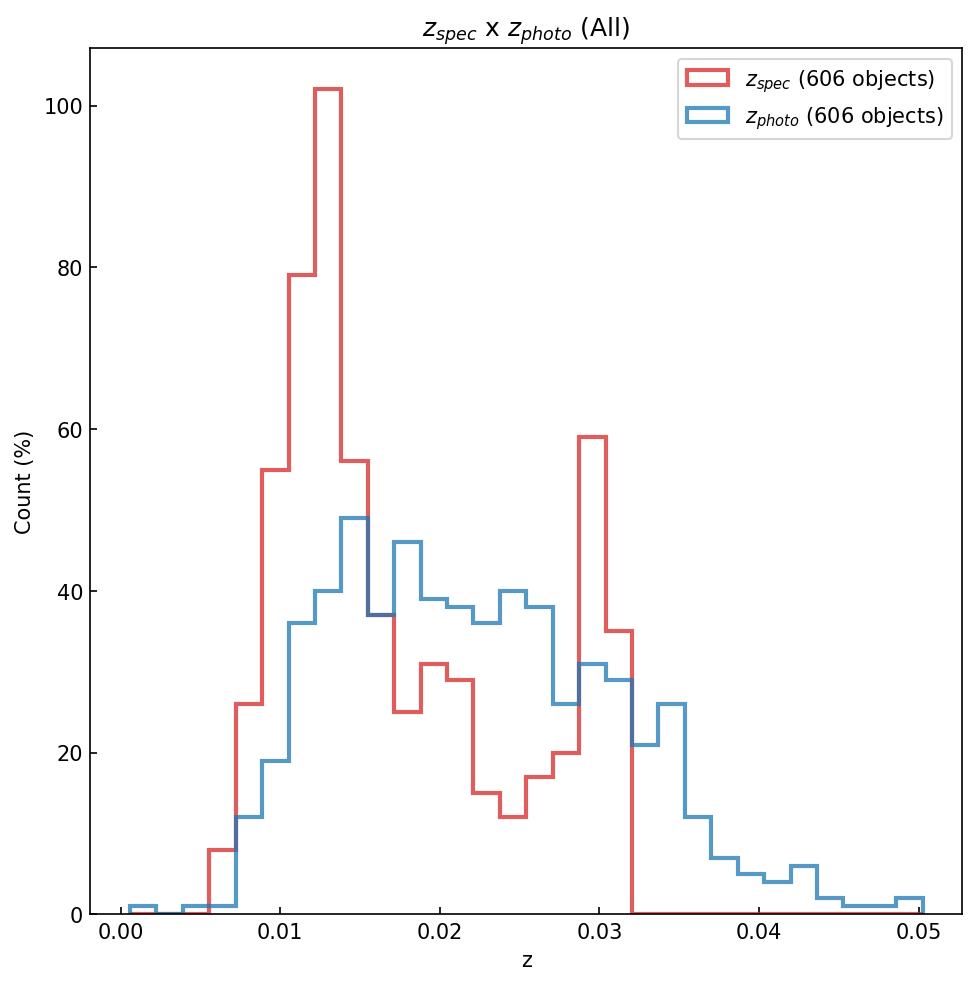 z_spec x z_photo (All)
z_spec (606 objects)
z_photo (606 objects)
Count (%)
100
80
60
40
20
0
0.00 0.01 0.02 0.03 0.04 0.05
z